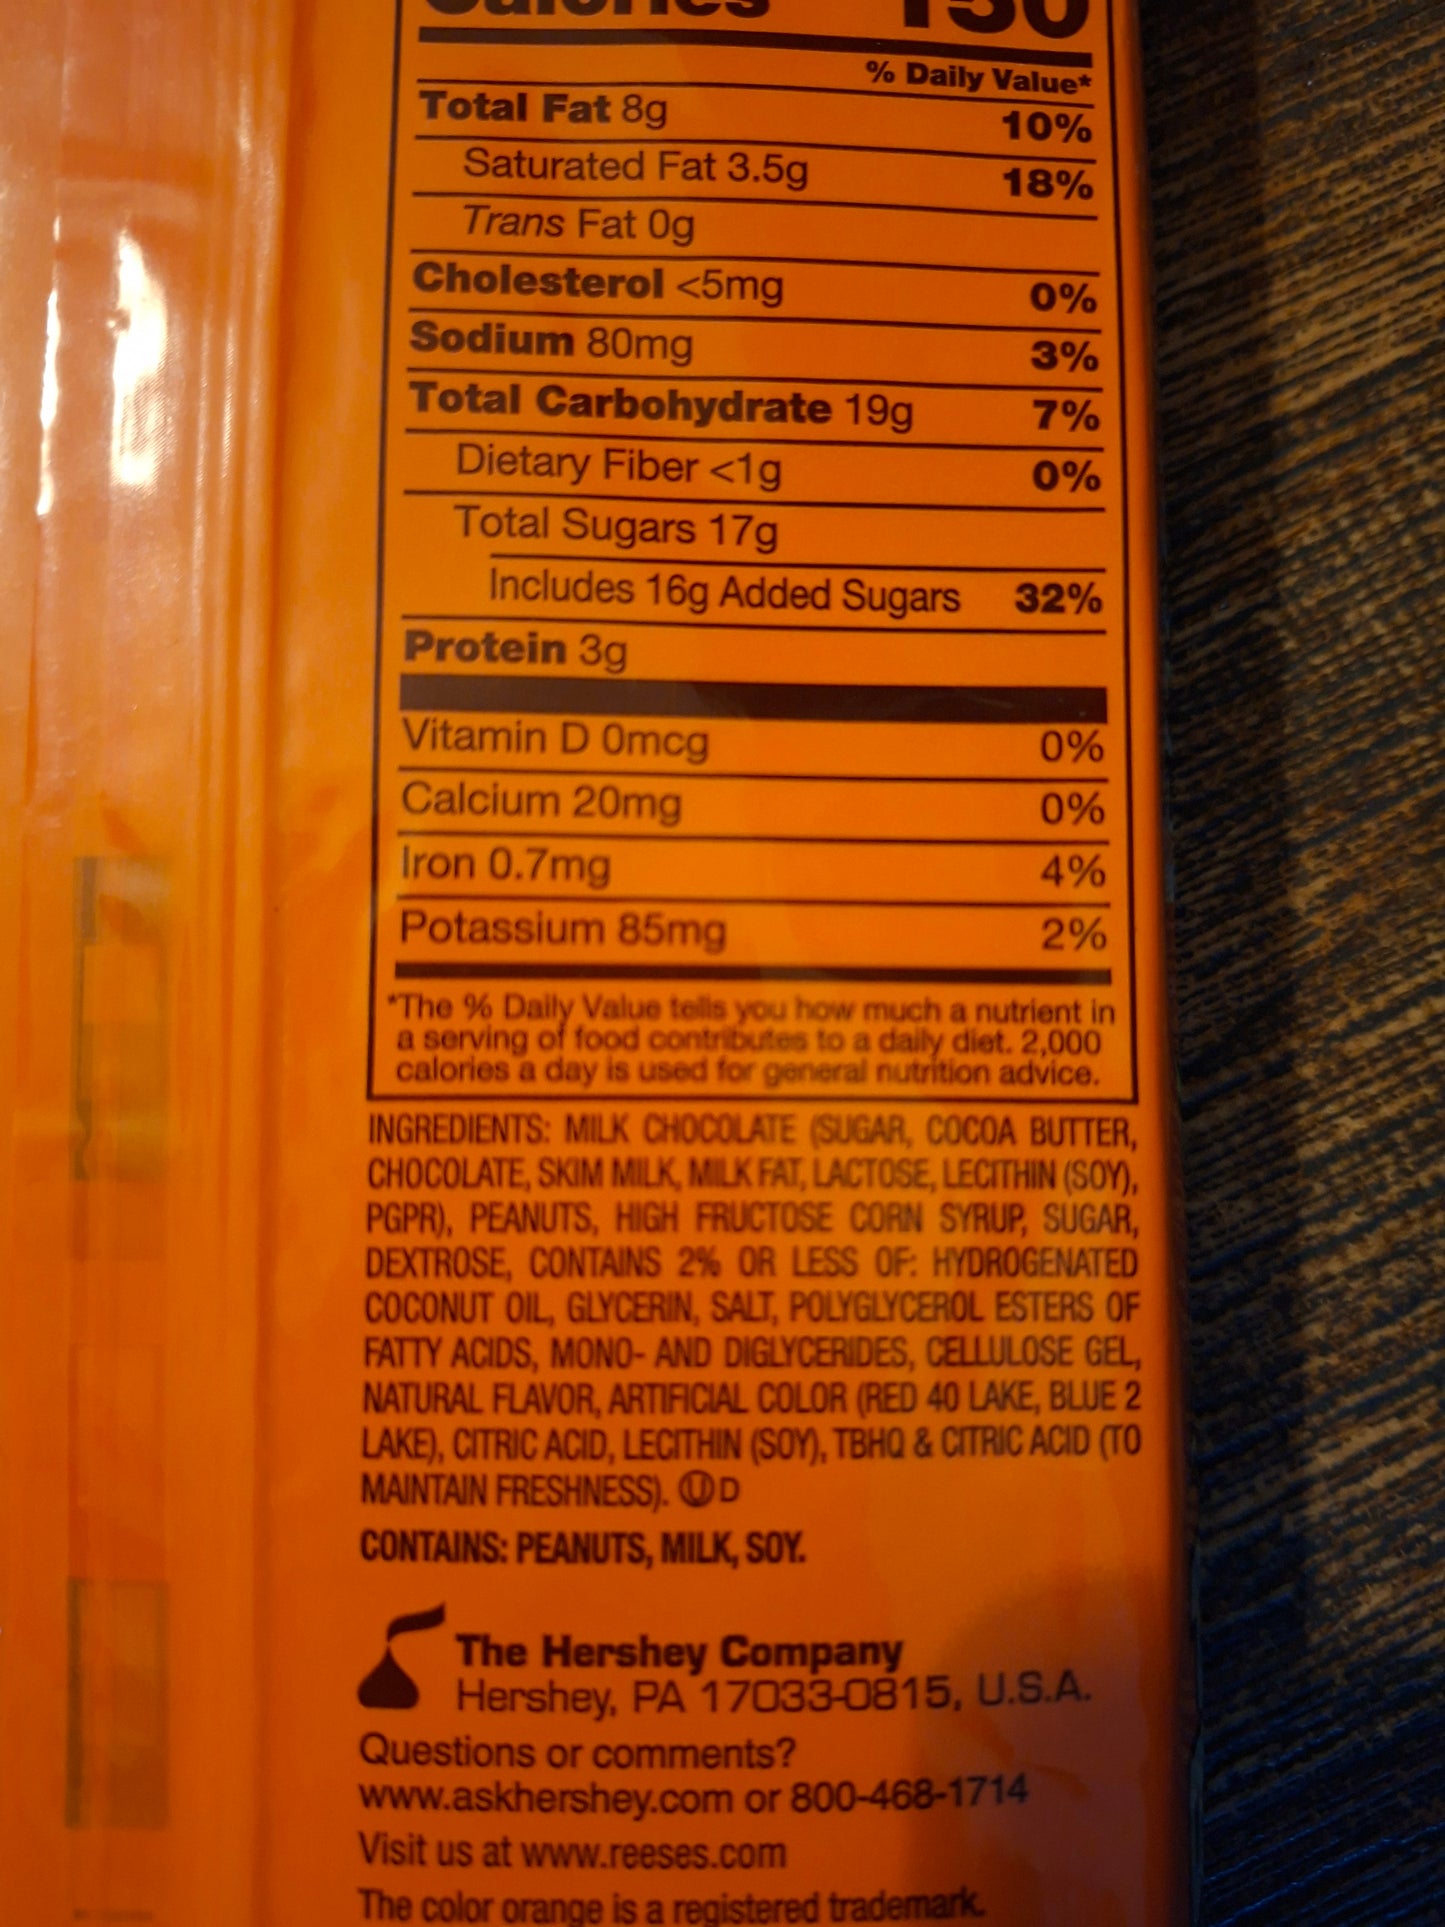 Calories 150
% Daily Value*
Total Fat 8g 10%
Saturated Fat 3.5g 18%
Trans Fat 0g
Cholesterol <5mg 0%
Sodium 80mg 3%
Total Carbohydrate 19g 7%
Dietary Fiber <1g 0%
Total Sugars 17g
Includes 16g Added Sugars 32%
Protein 3g
Vitamin D 0mcg 0%
Calcium 20mg 0%
Iron 0.7mg 4%
Potassium 85mg 2%
*The % Daily Value tells you how much a nutrient in
a serving of food contributes to a daily diet. 2,000
calories a day is used for general nutrition advice.
INGREDIENTS: MILK CHOCOLATE (SUGAR, COCOA BUTTER,
CHOCOLATE, SKIM MILK, MILK FAT, LACTOSE, LECITHIN (SOY),
PGPR), PEANUTS, HIGH FRUCTOSE CORN SYRUP, SUGAR,
DEXTROSE, CONTAINS 2% OR LESS OF: HYDROGENATED
COCONUT OIL, GLYCERIN, SALT, POLYGLYCEROL ESTERS OF
FATTY ACIDS, MONO- AND DIGLYCERIDES, CELLULOSE GEL,
NATURAL FLAVOR, ARTIFICIAL COLOR (RED 40 LAKE, BLUE 2
LAKE), CITRIC ACID, LECITHIN (SOY), TBHQ & CITRIC ACID (TO
MAINTAIN FRESHNESS). Ⓤ D
CONTAINS: PEANUTS, MILK, SOY.
The Hershey Company
Hershey, PA 17033-0815, U.S.A.
Questions or comments?
www.askhershey.com or 800-468-1714
Visit us at www.reeses.com
The color orange is a registered trademark.